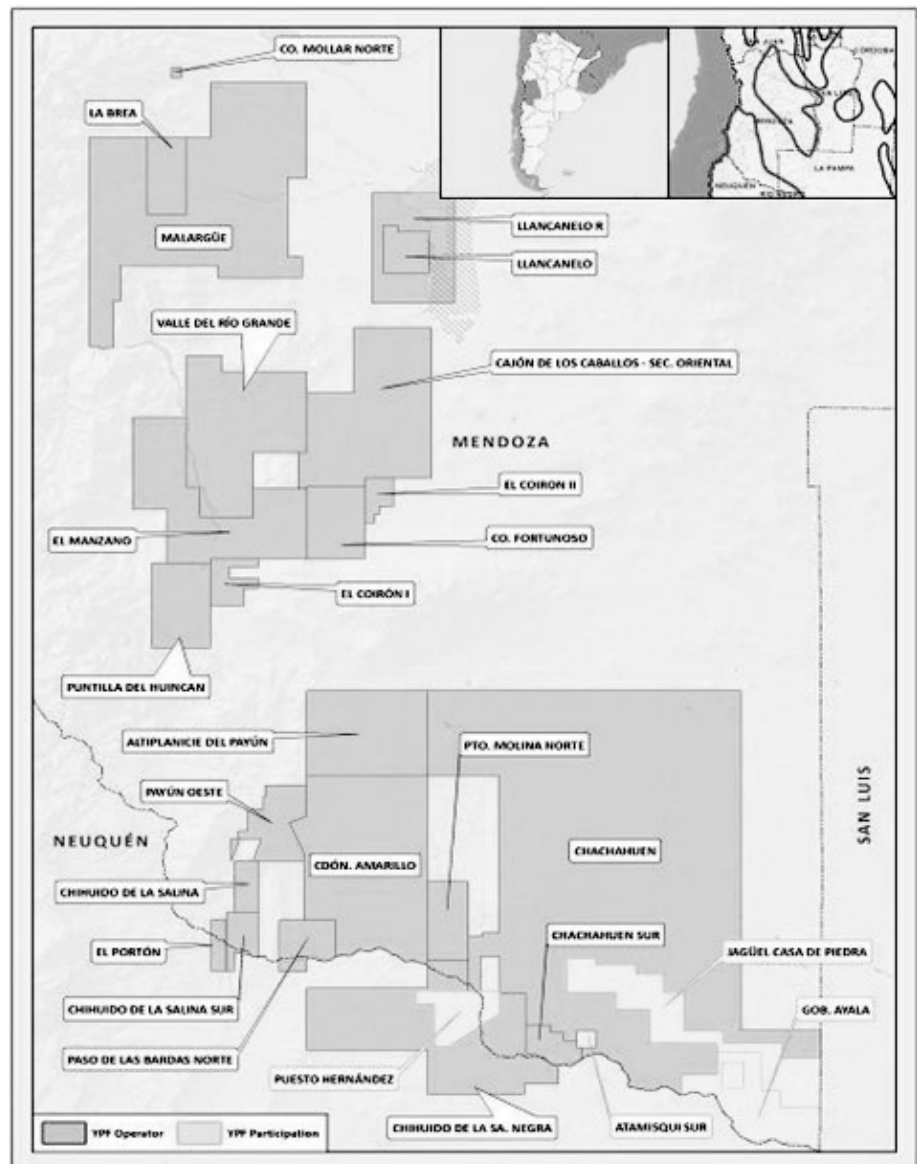 CO. MOLLAR NORTE
LA BREA
MALARGÜE
LLANCANELO R
LLANCANELO
VALLE DEL RÍO GRANDE
CAJÓN DE LOS CABALLOS - SEC. ORIENTAL
MENDOZA
EL COIRON II
EL MANZANO
CO. FORTUNOSO
EL COIRÓN I
PUNTILLA DEL HUINCAN
ALTIPLANICIE DEL PAYÚN
PTO. MOLINA NORTE
PAYÚN OESTE
NEUQUÉN
SAN LUIS
CDÓN. AMARILLO
CHACHAHUEN
CHIHUIDO DE LA SALINA
CHACHAHUEN SUR
EL PORTÓN
JAGÜEL CASA DE PIEDRA
CHIHUIDO DE LA SALINA SUR
GOB. AYALA
PASO DE LAS BARDAS NORTE
PUESTO HERNÁNDEZ
CHIHUIDO DE LA SA. NEGRA
ATAMISQUI SUR
YPF Operator
YPF Participation
SAN JUAN
LA PAMPA
NEUQUÉN